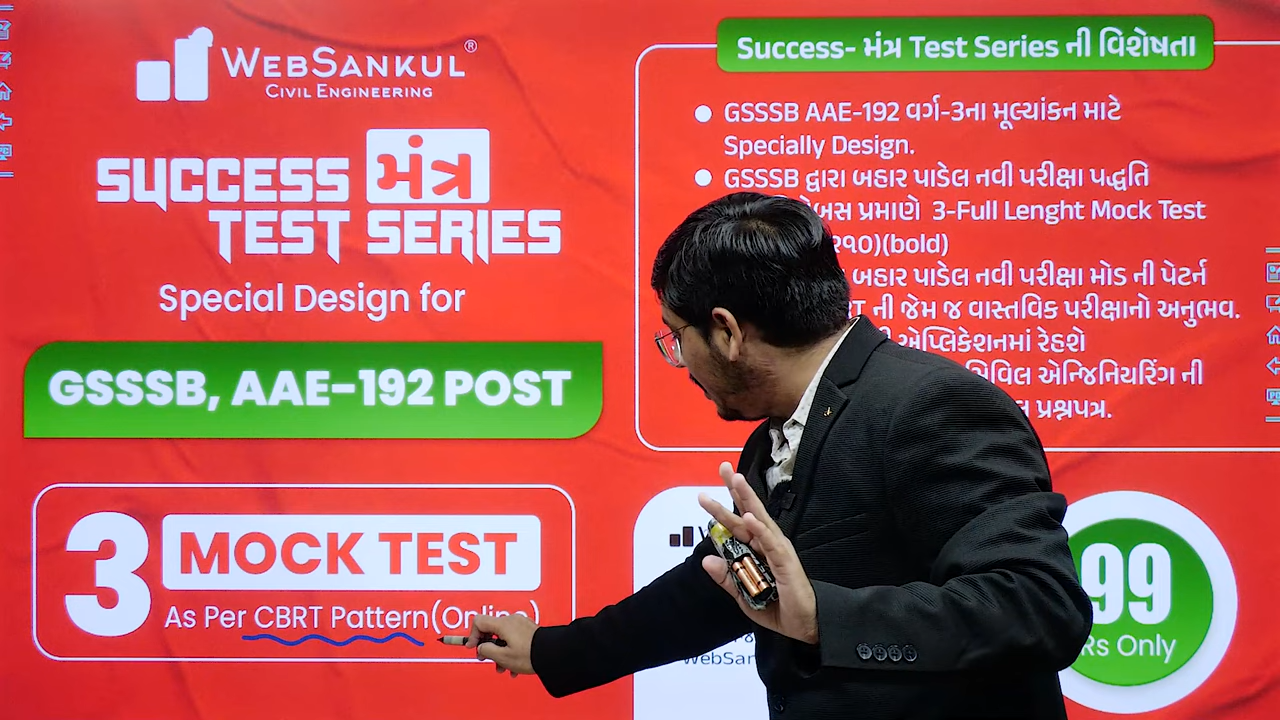 WEBSANKUL®
CIVIL ENGINEERING
SUCCESS મંત્ર
TEST SERIES
Special Design for
GSSSB, AAE-192 POST
3 MOCK TEST
As Per CBRT Pattern(Online)
Success- મંત્ર Test Series ની વિશેષતા
GSSSB AAE-192 વર્ગ-3ના મૂલ્યાંકન માટે
Specially Design.
GSSSB દ્વારા બહાર પાડેલ નવી પરીક્ષા પદ્ધતિ
પ્રમાણે 3-Full Lenght Mock Test
(bold)
બહાર પાડેલ નવી પરીક્ષા મોડ ની પેટર્ન
ની જેમ જ વાસ્તવિક પરીક્ષાનો અનુભવ.
એપ્લિકેશનમાં રેહશે
એન્જિનિયરિંગ ની
પ્રશ્નપત્ર.
99
Rs Only